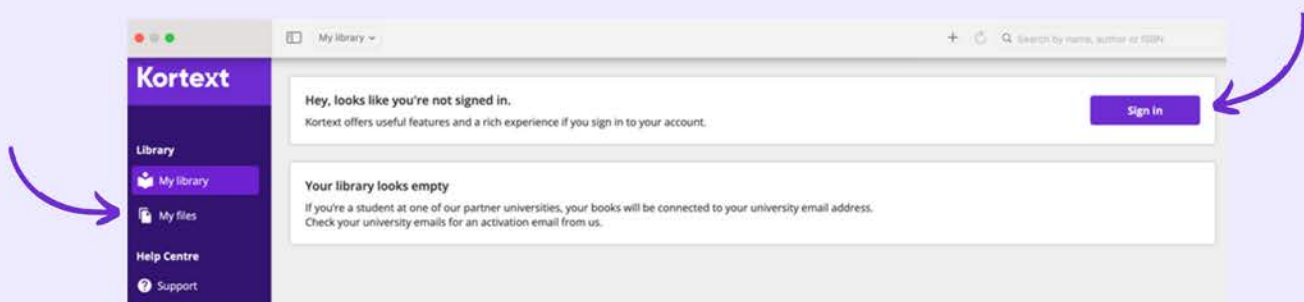 My library
Search by name, author or ISBN
Kortext
Hey, looks like you're not signed in.
Kortext offers useful features and a rich experience if you sign in to your account.
Sign in
Library
My library
My files
Your library looks empty
If you're a student at one of our partner universities, your books will be connected to your university email address.
Check your university emails for an activation email from us.
Help Centre
Support